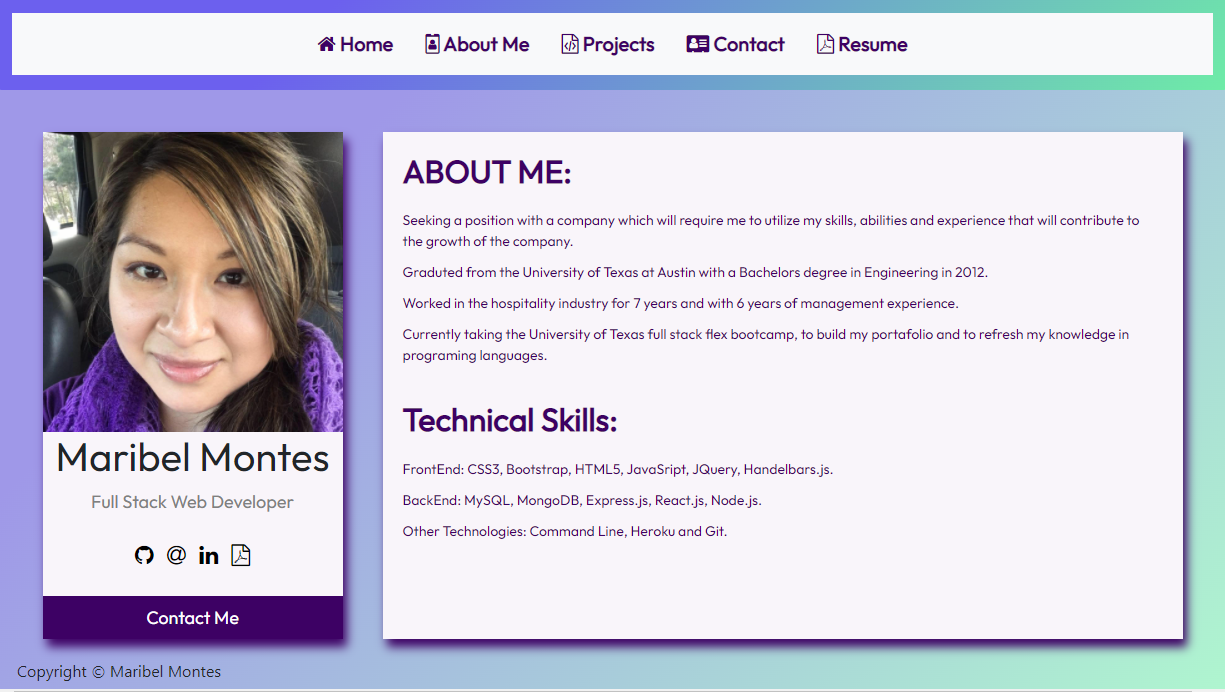 Home About Me Projects Contact Resume
ABOUT ME:
Seeking a position with a company which will require me to utilize my skills, abilities and experience that will contribute to
the growth of the company.
Graduted from the University of Texas at Austin with a Bachelors degree in Engineering in 2012.
Worked in the hospitality industry for 7 years and with 6 years of management experience.
Currently taking the University of Texas full stack flex bootcamp, to build my portafolio and to refresh my knowledge in
programing languages.
Technical Skills:
FrontEnd: CSS3, Bootstrap, HTML5, JavaSript, JQuery, Handelbars.js.
BackEnd: MySQL, MongoDB, Express.js, React.js, Node.js.
Other Technologies: Command Line, Heroku and Git.
Maribel Montes
Full Stack Web Developer
@ in
Contact Me
Copyright © Maribel Montes